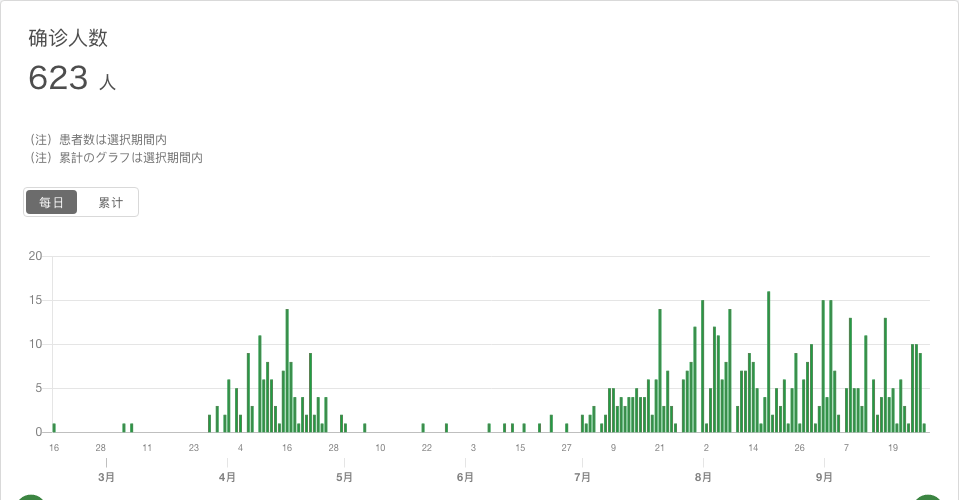 确诊人数
623 人
（注）患者数は選択期間内
（注）累計のグラフは選択期間内
每日 累计
20
15
10
5
0
16 28 11 23 4 16 28 10 22 3 15 27 9 21 2 14 26 7 19
3月 4月 5月 6月 7月 8月 9月